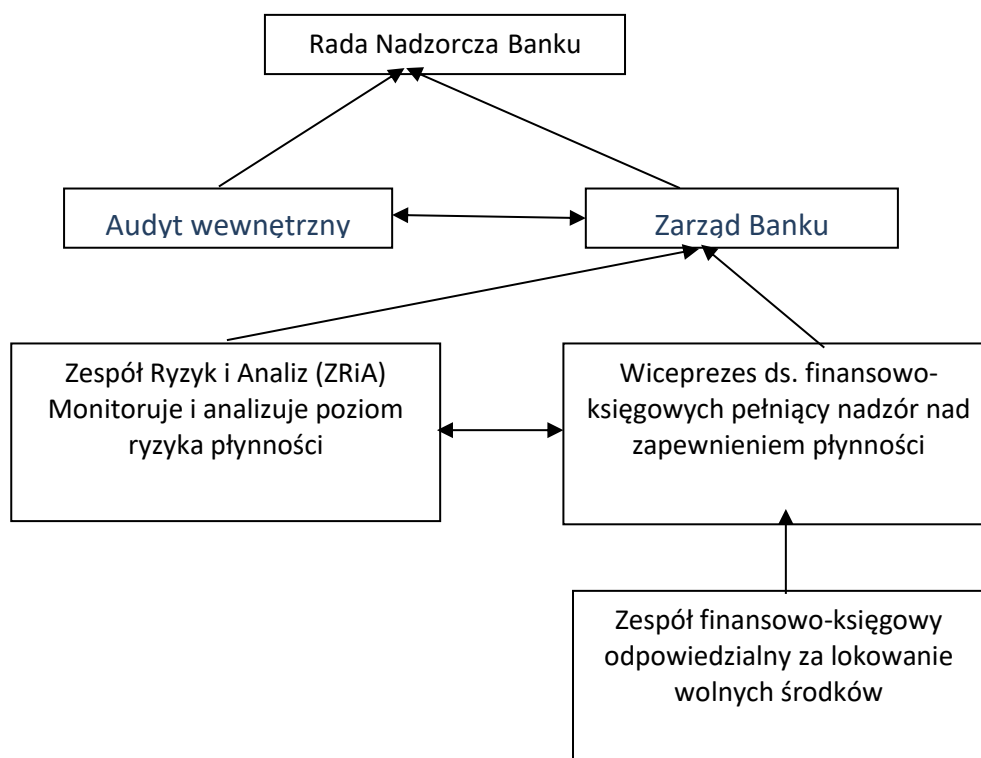 Rada Nadzorcza Banku
Audyt wewnętrzny
Zarząd Banku
Zespół Ryzyk i Analiz (ZRiA)
Monitoruje i analizuje poziom
ryzyka płynności
Wiceprezes ds. finansowo-
księgowych pełniący nadzór nad
zapewnieniem płynności
Zespół finansowo-księgowy
odpowiedzialny za lokowanie
wolnych środków